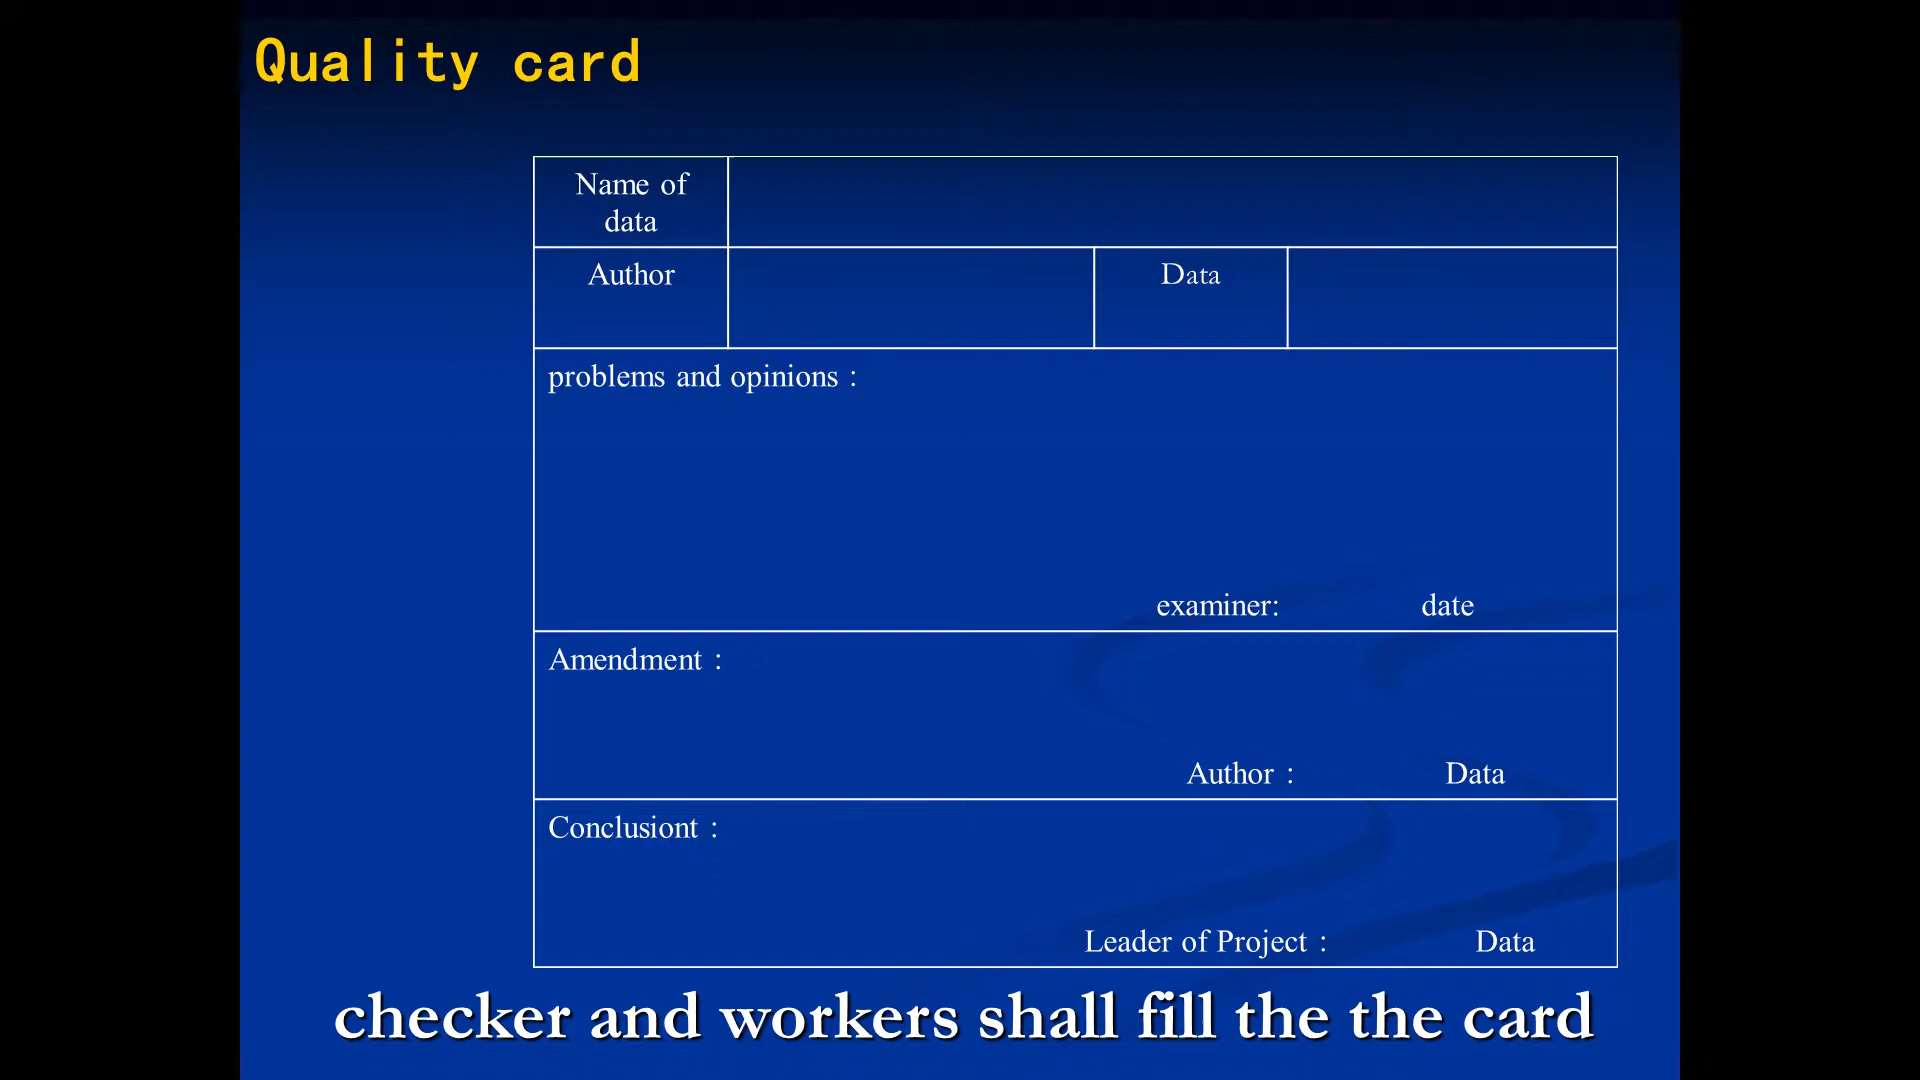 Quality card
Name of
data
Author
Data
problems and opinions :
examiner: date
Amendment :
Author : Data
Conclusiont :
Leader of Project : Data
checker and workers shall fill the the card